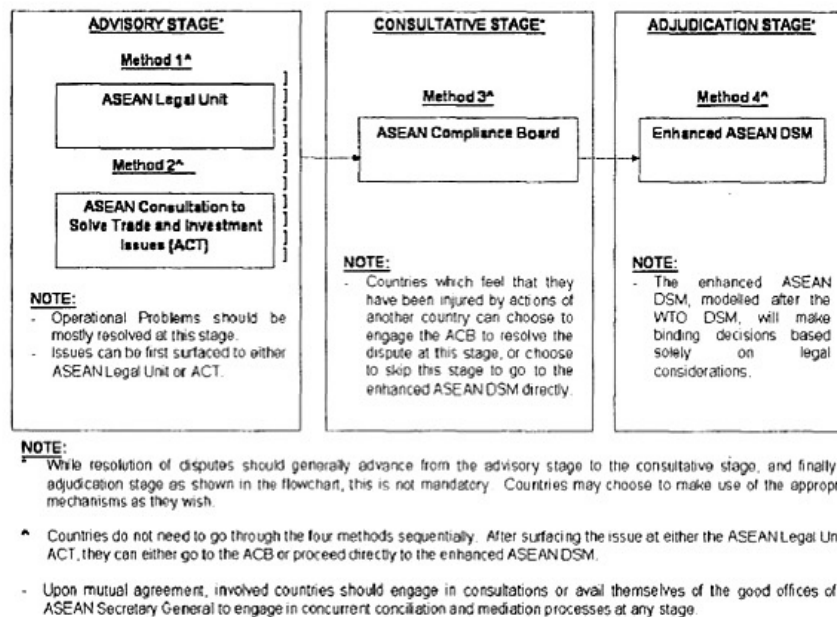 ADVISORY STAGE*
Method 1^
ASEAN Legal Unit
Method 2^
ASEAN Consultation to
Solve Trade and Investment
Issues (ACT)
NOTE:
- Operational Problems should be
mostly resolved at this stage.
- Issues can be first surfaced to either
ASEAN Legal Unit or ACT.
CONSULTATIVE STAGE*
Method 3^
ASEAN Compliance Board
NOTE:
- Countries which feel that they
have been injured by actions of
another country can choose to
engage the ACB to resolve the
dispute at this stage, or choose
to skip this stage to go to the
enhanced ASEAN DSM directly.
ADJUDICATION STAGE*
Method 4^
Enhanced ASEAN DSM
NOTE:
- The enhanced ASEAN
DSM, modelled after the
WTO DSM, will make
binding decisions based
solely on legal
considerations.
NOTE:
* While resolution of disputes should generally advance from the advisory stage to the consultative stage, and finally
adjudication stage as shown in the flowchart, this is not mandatory. Countries may choose to make use of the appropr
mechanisms as they wish.
^ Countries do not need to go through the four methods sequentially. After surfacing the issue at either the ASEAN Legal Un
ACT, they can either go to the ACB or proceed directly to the enhanced ASEAN DSM.
- Upon mutual agreement, involved countries should engage in consultations or avail themselves of the good offices of
ASEAN Secretary General to engage in concurrent conciliation and mediation processes at any stage.